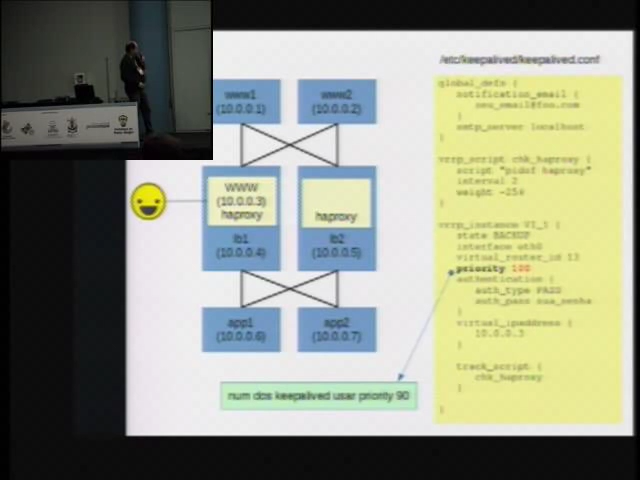 /etc/keepalived/keepalived.conf
www1
(10.0.0.1)
www2
(10.0.0.2)
WWW
(10.0.0.3)
haproxy
lb1
(10.0.0.4)
haproxy
lb2
(10.0.0.5)
app1
(10.0.0.6)
app2
(10.0.0.7)
num dos keepalived usar priority 90
global_defs {
notification_email {
seu_email@foo.com
}
smtp_server localhost
}
vrrp_script chk_haproxy {
script "pidof haproxy"
interval 2
weight -254
}
vrrp_instance VI_1 {
state BACKUP
interface eth0
virtual_router_id 13
priority 100
authentication {
auth_type PASS
auth_pass sua_senha
}
virtual_ipaddress {
10.0.0.3
}
track_script {
chk_haproxy
}
}